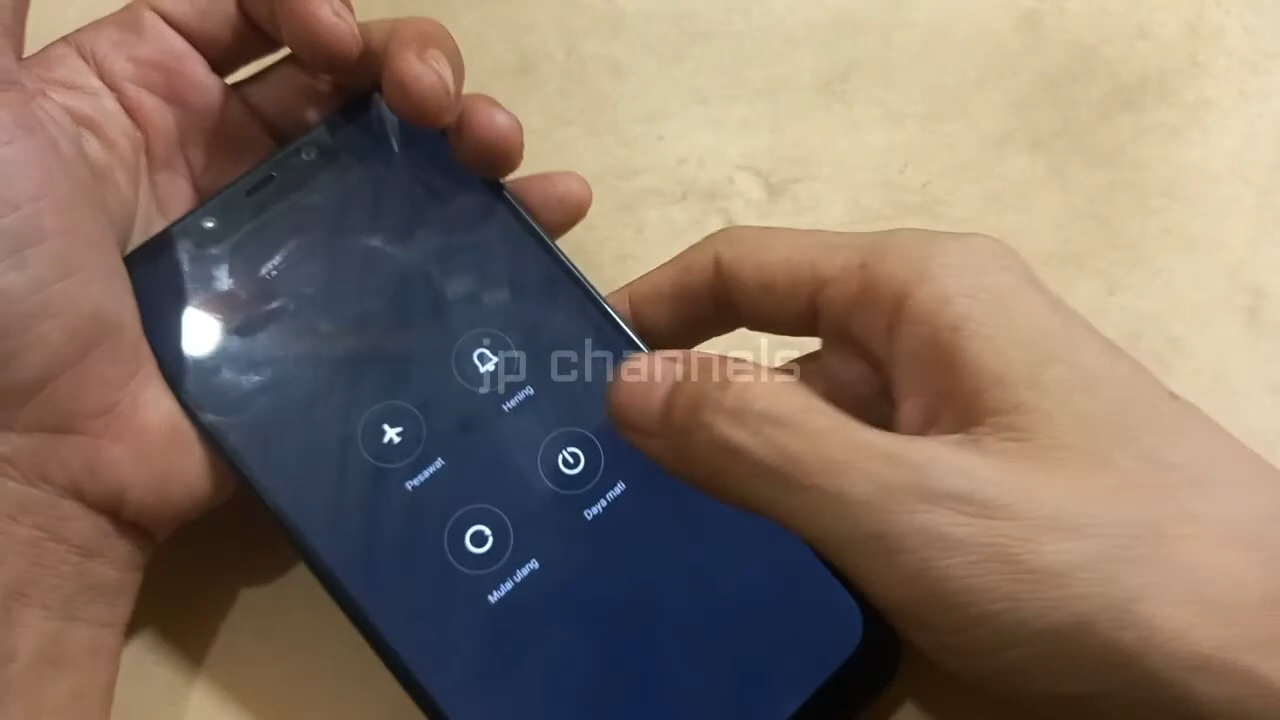 jp channels
Hening
Pesawat
Daya mati
Mulai ulang